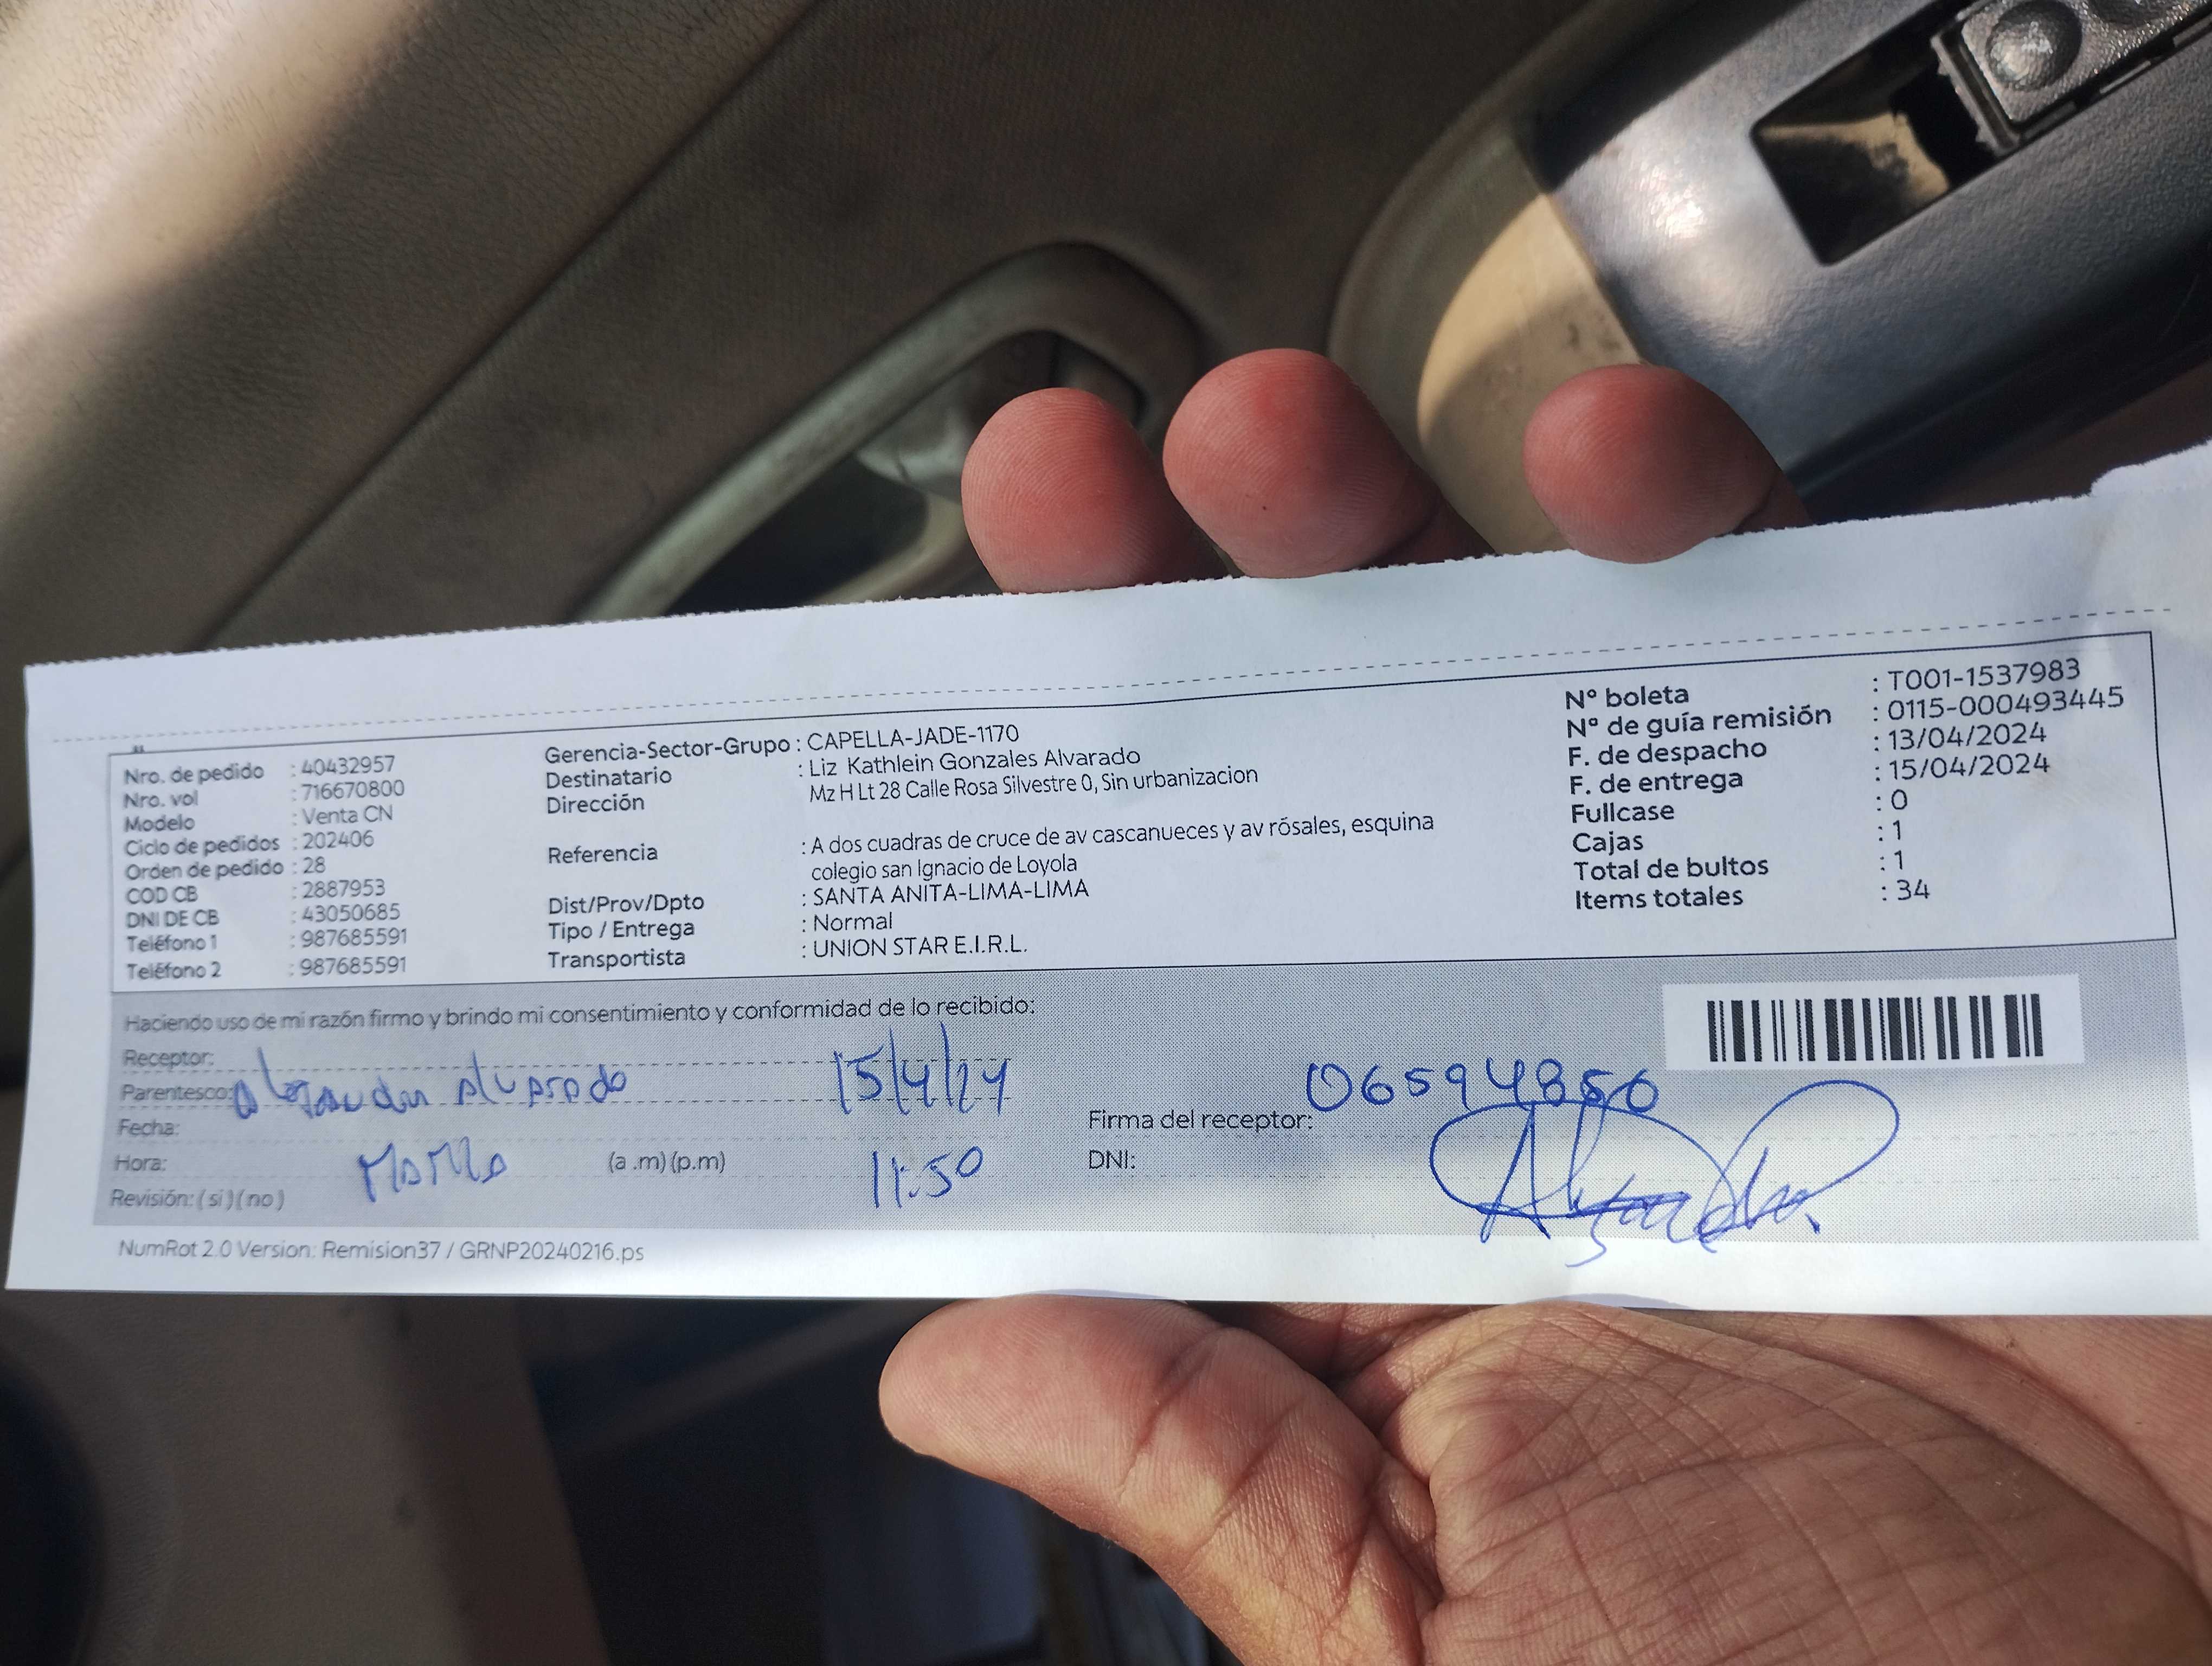 Nro. de pedido : 40432957
Nro. vol : 716670800
Modelo : Venta CN
Ciclo de pedidos : 202406
Orden de pedido : 28
COD CB : 2887953
DNI DE CB : 43050685
Teléfono 1 : 987685591
Teléfono 2 : 987685591
Gerencia-Sector-Grupo : CAPELLA-JADE-1170
Destinatario : Liz Kathlein Gonzales Alvarado
Dirección Mz H Lt 28 Calle Rosa Silvestre 0, Sin urbanizacion
Referencia : A dos cuadras de cruce de av cascanueces y av rósales, esquina
colegio san Ignacio de Loyola
Dist/Prov/Dpto : SANTA ANITA-LIMA-LIMA
Tipo / Entrega : Normal
Transportista : UNION STAR E.I.R.L.
N° boleta : T001-1537983
N° de guía remisión : 0115-000493445
F. de despacho : 13/04/2024
F. de entrega : 15/04/2024
Fullcase : 0
Cajas : 1
Total de bultos : 1
Items totales : 34
Haciendo uso de mi razón firmo y brindo mi consentimiento y conformidad de lo recibido:
Receptor:
Parentesco: Alvarado 15/4/24
Fecha:
Hora: (a .m) (p.m) 11:50
Revisión: ( si ) ( no )
06594856
Firma del receptor:
DNI:
NumRot 2.0 Version: Remision37 / GRNP20240216.ps